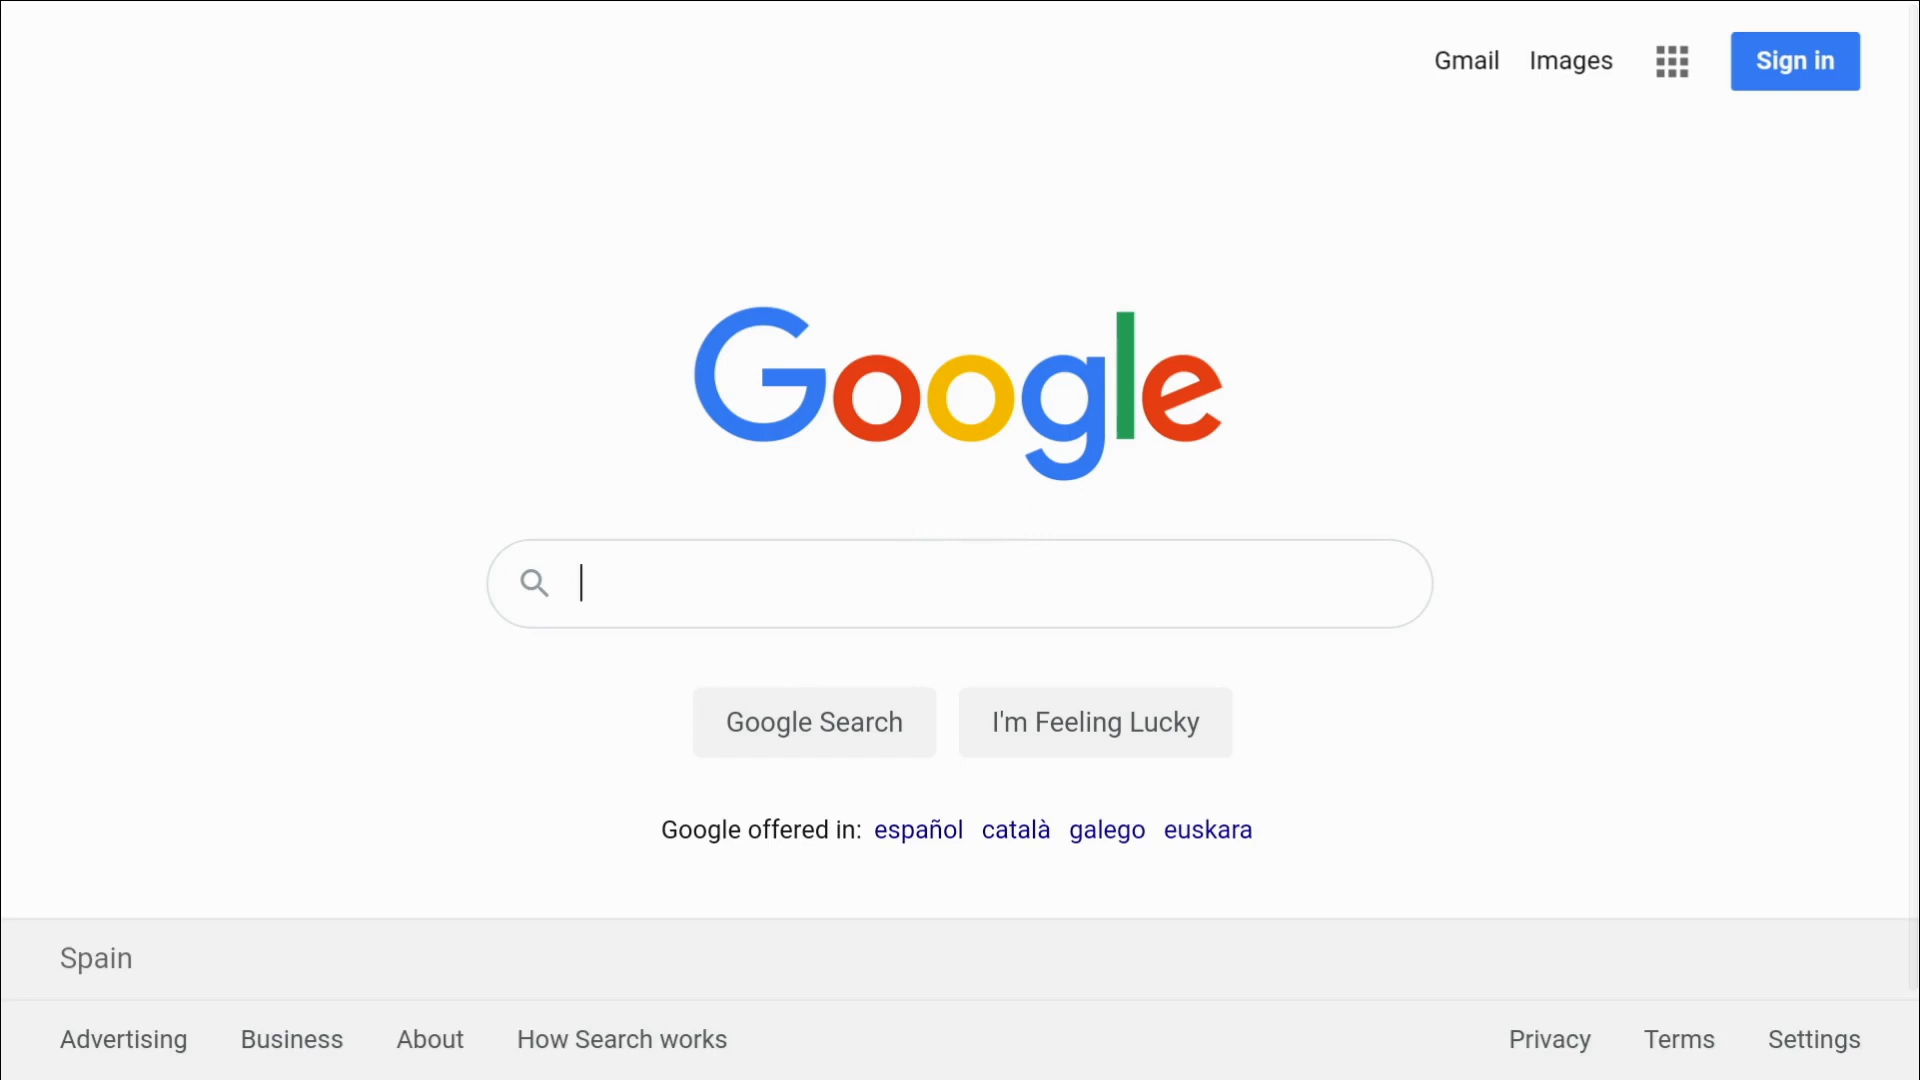 Gmail Images Sign in
Google
Google Search I'm Feeling Lucky
Google offered in: español català galego euskara
Spain
Advertising Business About How Search works Privacy Terms Settings